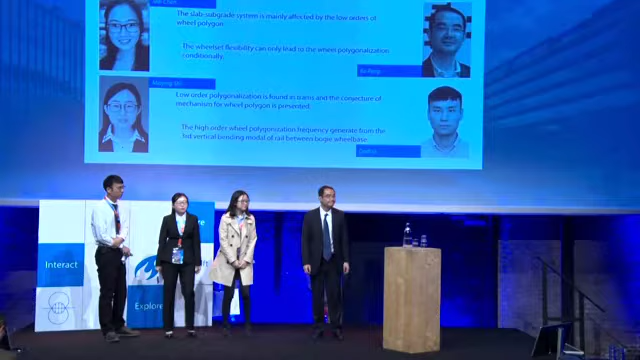 The slab-subgrade system is mainly affected by the low orders of
wheel polygon.
The wheelset flexibility can only lead to the wheel polygonalization
conditionally.
Low order polygonalization is found in trams and the conjecture of
mechanism for wheel polygon is presented.
The high order wheel polygonization frequency generate from the
vertical bending modal of rail between bogie wheelbase.
Interact
Explore